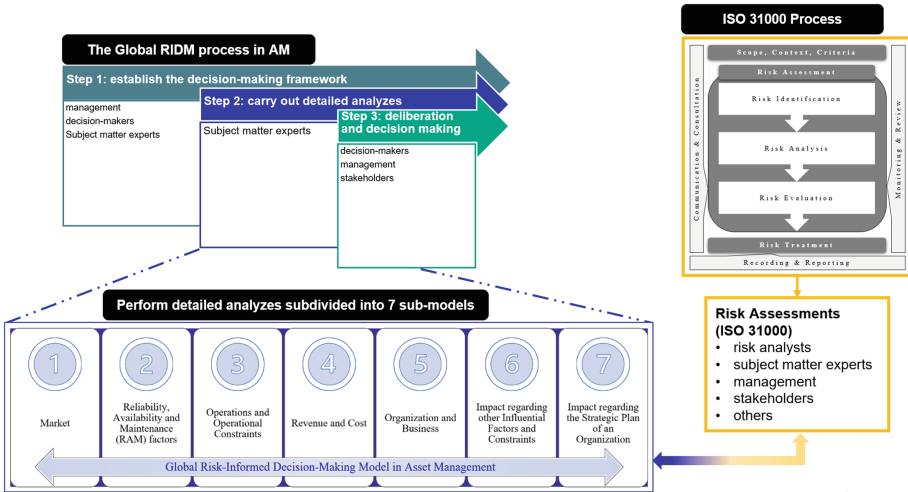 The Global RIDM process in AM
Step 1: establish the decision-making framework
management
decision-makers
Subject matter experts
Step 2: carry out detailed analyzes
Subject matter experts
Step 3: deliberation
and decision making
decision-makers
management
stakeholders
ISO 31000 Process
Scope, Context, Criteria
Risk Assessment
Risk Identification
Risk Analysis
Risk Evaluation
Risk Treatment
Communication & Consultation
Monitoring & Review
Recording & Reporting
Risk Assessments
(ISO 31000)
• risk analysts
• subject matter experts
• management
• stakeholders
• others
Perform detailed analyzes subdivided into 7 sub-models
1
Market
2
Reliability,
Availability and
Maintenance
(RAM) factors
3
Operations and
Operational
Constraints
4
Revenue and Cost
5
Organization and
Business
6
Impact regarding
other Influential
Factors and
Constraints
7
Impact regarding
the Strategic Plan
of an
Organization
Global Risk-Informed Decision-Making Model in Asset Management